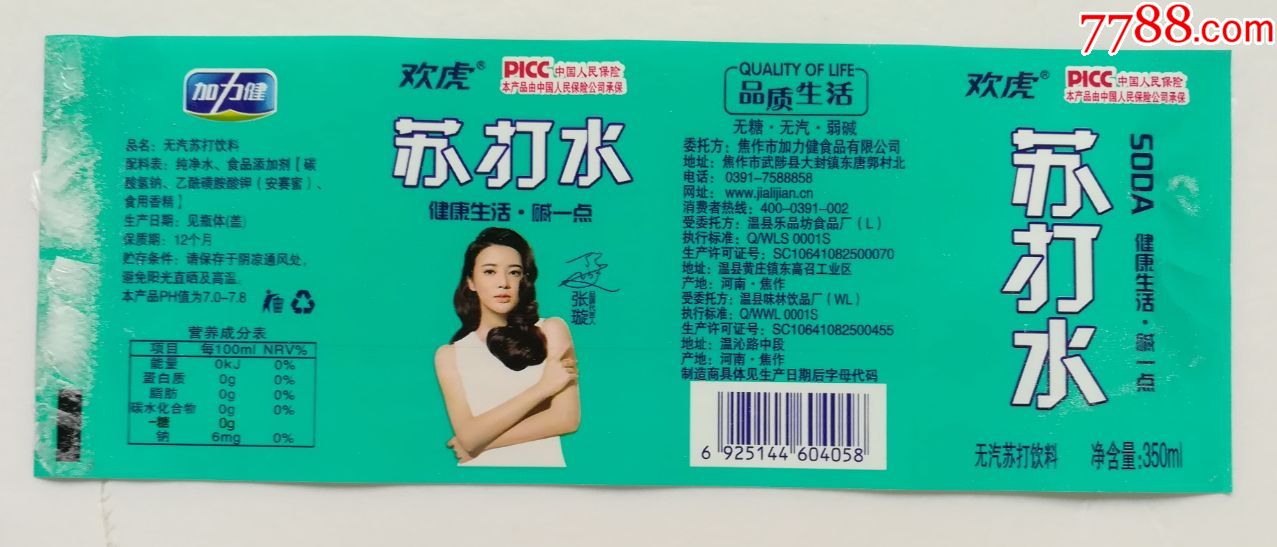 7788.com
加力健
品名：无汽苏打饮料
配料表：纯净水、食品添加剂［碳
酸氢钠、乙酰磺胺酸钾（安赛蜜）、
食用香精］
生产日期：见瓶体(盖)
保质期：12个月
贮存条件：请保存于阴凉通风处，
避免阳光直晒及高温。
本产品PH值为7.0-7.8
营养成分表
项目 每100ml NRV%
能量 0kJ 0%
蛋白质 0g 0%
脂肪 0g 0%
碳水化合物 0g 0%
-糖 0g
钠 6mg 0%
欢虎®
PICC 中国人民保险
本产品由中国人民保险公司承保
苏打水
健康生活·碱一点
张璇
QUALITY OF LIFE
品质生活
无糖·无汽·弱碱
委托方：焦作市加力健食品有限公司
地址：焦作市武陟县大封镇东唐郭村北
电话：0391-7588858
网址：www.jialijian.cn
消费者热线：400-0391-002
受委托方：温县乐品坊食品厂（L）
执行标准：Q/WLS 0001S
生产许可证号：SC10641082500070
地址：温县黄庄镇东高召工业区
产地：河南·焦作
受委托方：温县味林饮品厂（WL）
执行标准：Q/WWL 0001S
生产许可证号：SC10641082500455
地址：温沁路中段
产地：河南·焦作
制造商具体见生产日期后字母代码
6 925144 604058
欢虎®
PICC 中国人民保险
本产品由中国人民保险公司承保
苏打水
SODA 健康生活·碱一点
无汽苏打饮料 净含量:350ml